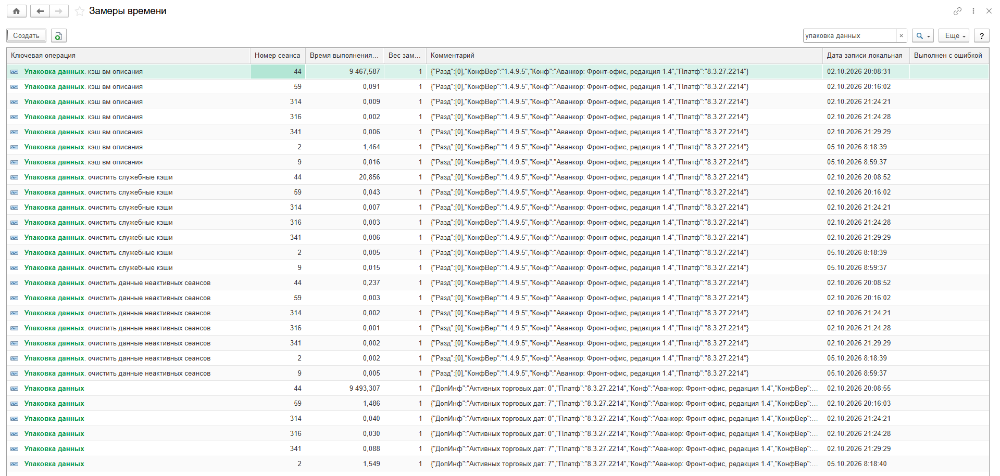 Замеры времени
Создать упаковка данных × Еще ?
Ключевая операция Номер сеанса Время выполнения... Вес зам... Комментарий Дата записи локальная Выполнен с ошибкой
Упаковка данных. кэш вм описания 44 9 467,587 1 {"Разд":[0],"КонфВер":"1.4.9.5","Конф":"Аванкор: Фронт-офис, редакция 1.4","Платф":"8.3.27.2214"} 02.10.2026 20:08:31
Упаковка данных. кэш вм описания 59 0,091 1 {"Разд":[0],"КонфВер":"1.4.9.5","Конф":"Аванкор: Фронт-офис, редакция 1.4","Платф":"8.3.27.2214"} 02.10.2026 20:16:02
Упаковка данных. кэш вм описания 314 0,009 1 {"Разд":[0],"КонфВер":"1.4.9.5","Конф":"Аванкор: Фронт-офис, редакция 1.4","Платф":"8.3.27.2214"} 02.10.2026 21:24:21
Упаковка данных. кэш вм описания 316 0,002 1 {"Разд":[0],"КонфВер":"1.4.9.5","Конф":"Аванкор: Фронт-офис, редакция 1.4","Платф":"8.3.27.2214"} 02.10.2026 21:24:28
Упаковка данных. кэш вм описания 341 0,006 1 {"Разд":[0],"КонфВер":"1.4.9.5","Конф":"Аванкор: Фронт-офис, редакция 1.4","Платф":"8.3.27.2214"} 02.10.2026 21:29:29
Упаковка данных. кэш вм описания 2 1,464 1 {"Разд":[0],"КонфВер":"1.4.9.5","Конф":"Аванкор: Фронт-офис, редакция 1.4","Платф":"8.3.27.2214"} 05.10.2026 8:18:39
Упаковка данных. кэш вм описания 9 0,016 1 {"Разд":[0],"КонфВер":"1.4.9.5","Конф":"Аванкор: Фронт-офис, редакция 1.4","Платф":"8.3.27.2214"} 05.10.2026 8:59:37
Упаковка данных. очистить служебные кэши 44 20,856 1 {"Разд":[0],"КонфВер":"1.4.9.5","Конф":"Аванкор: Фронт-офис, редакция 1.4","Платф":"8.3.27.2214"} 02.10.2026 20:08:52
Упаковка данных. очистить служебные кэши 59 0,043 1 {"Разд":[0],"КонфВер":"1.4.9.5","Конф":"Аванкор: Фронт-офис, редакция 1.4","Платф":"8.3.27.2214"} 02.10.2026 20:16:02
Упаковка данных. очистить служебные кэши 314 0,007 1 {"Разд":[0],"КонфВер":"1.4.9.5","Конф":"Аванкор: Фронт-офис, редакция 1.4","Платф":"8.3.27.2214"} 02.10.2026 21:24:21
Упаковка данных. очистить служебные кэши 316 0,003 1 {"Разд":[0],"КонфВер":"1.4.9.5","Конф":"Аванкор: Фронт-офис, редакция 1.4","Платф":"8.3.27.2214"} 02.10.2026 21:24:28
Упаковка данных. очистить служебные кэши 341 0,006 1 {"Разд":[0],"КонфВер":"1.4.9.5","Конф":"Аванкор: Фронт-офис, редакция 1.4","Платф":"8.3.27.2214"} 02.10.2026 21:29:29
Упаковка данных. очистить служебные кэши 2 0,005 1 {"Разд":[0],"КонфВер":"1.4.9.5","Конф":"Аванкор: Фронт-офис, редакция 1.4","Платф":"8.3.27.2214"} 05.10.2026 8:18:39
Упаковка данных. очистить служебные кэши 9 0,015 1 {"Разд":[0],"КонфВер":"1.4.9.5","Конф":"Аванкор: Фронт-офис, редакция 1.4","Платф":"8.3.27.2214"} 05.10.2026 8:59:37
Упаковка данных. очистить данные неактивных сеансов 44 0,237 1 {"Разд":[0],"КонфВер":"1.4.9.5","Конф":"Аванкор: Фронт-офис, редакция 1.4","Платф":"8.3.27.2214"} 02.10.2026 20:08:52
Упаковка данных. очистить данные неактивных сеансов 59 0,003 1 {"Разд":[0],"КонфВер":"1.4.9.5","Конф":"Аванкор: Фронт-офис, редакция 1.4","Платф":"8.3.27.2214"} 02.10.2026 20:16:02
Упаковка данных. очистить данные неактивных сеансов 314 0,002 1 {"Разд":[0],"КонфВер":"1.4.9.5","Конф":"Аванкор: Фронт-офис, редакция 1.4","Платф":"8.3.27.2214"} 02.10.2026 21:24:21
Упаковка данных. очистить данные неактивных сеансов 316 0,001 1 {"Разд":[0],"КонфВер":"1.4.9.5","Конф":"Аванкор: Фронт-офис, редакция 1.4","Платф":"8.3.27.2214"} 02.10.2026 21:24:28
Упаковка данных. очистить данные неактивных сеансов 341 0,002 1 {"Разд":[0],"КонфВер":"1.4.9.5","Конф":"Аванкор: Фронт-офис, редакция 1.4","Платф":"8.3.27.2214"} 02.10.2026 21:29:29
Упаковка данных. очистить данные неактивных сеансов 2 0,002 1 {"Разд":[0],"КонфВер":"1.4.9.5","Конф":"Аванкор: Фронт-офис, редакция 1.4","Платф":"8.3.27.2214"} 05.10.2026 8:18:39
Упаковка данных. очистить данные неактивных сеансов 9 0,005 1 {"Разд":[0],"КонфВер":"1.4.9.5","Конф":"Аванкор: Фронт-офис, редакция 1.4","Платф":"8.3.27.2214"} 05.10.2026 8:59:37
Упаковка данных 44 9 493,307 1 {"ДопИнф":"Активных торговых дат: 0","Платф":"8.3.27.2214","Конф":"Аванкор: Фронт-офис, редакция 1.4","КонфВер":... 02.10.2026 20:08:55
Упаковка данных 59 1,486 1 {"ДопИнф":"Активных торговых дат: 7","Платф":"8.3.27.2214","Конф":"Аванкор: Фронт-офис, редакция 1.4","КонфВер":... 02.10.2026 20:16:03
Упаковка данных 314 0,040 1 {"ДопИнф":"Активных торговых дат: 0","Платф":"8.3.27.2214","Конф":"Аванкор: Фронт-офис, редакция 1.4","КонфВер":... 02.10.2026 21:24:21
Упаковка данных 316 0,030 1 {"ДопИнф":"Активных торговых дат: 0","Платф":"8.3.27.2214","Конф":"Аванкор: Фронт-офис, редакция 1.4","КонфВер":... 02.10.2026 21:24:28
Упаковка данных 341 0,088 1 {"ДопИнф":"Активных торговых дат: 7","Платф":"8.3.27.2214","Конф":"Аванкор: Фронт-офис, редакция 1.4","КонфВер":... 02.10.2026 21:29:29
Упаковка данных 2 1,549 1 {"ДопИнф":"Активных торговых дат: 7","Платф":"8.3.27.2214","Конф":"Аванкор: Фронт-офис, редакция 1.4","КонфВер":... 05.10.2026 8:18:40